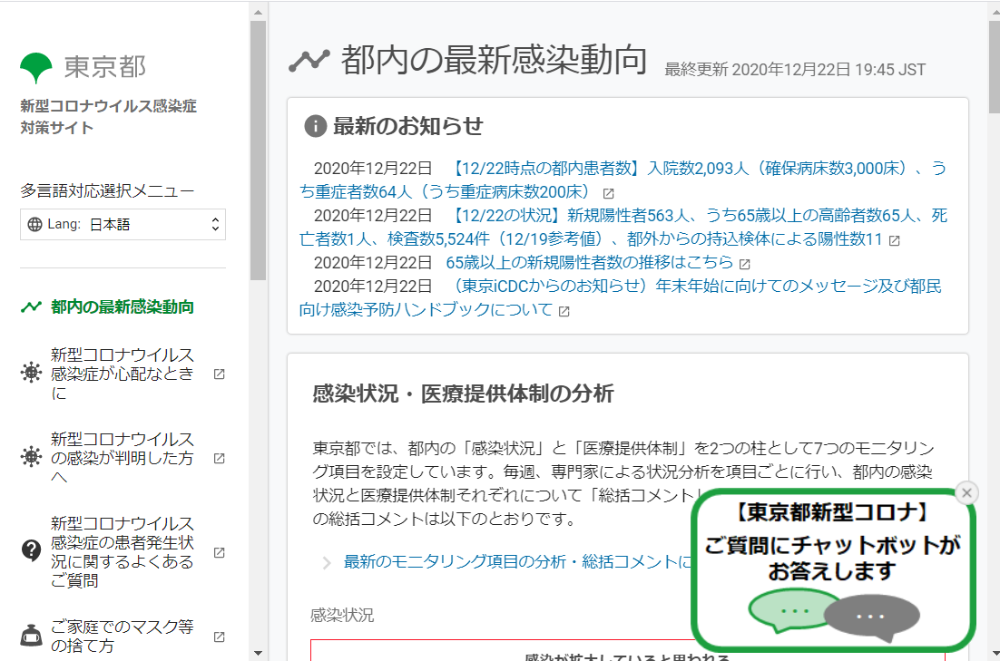 東京都
新型コロナウイルス感染症
対策サイト
多言語対応選択メニュー
Lang: 日本語
都内の最新感染動向
新型コロナウイルス
感染症が心配なとき
に
新型コロナウイルス
の感染が判明した方
へ
新型コロナウイルス
感染症の患者発生状
況に関するよくある
ご質問
ご家庭でのマスク等
の捨て方
都内の最新感染動向 最終更新 2020年12月22日 19:45 JST
最新のお知らせ
2020年12月22日 【12/22時点の都内患者数】入院数2,093人（確保病床数3,000床）、う
ち重症者数64人（うち重症病床数200床）
2020年12月22日 【12/22の状況】新規陽性者563人、うち65歳以上の高齢者数65人、死
亡者数1人、検査数5,524件（12/19参考値）、都外からの持込検体による陽性数11
2020年12月22日 65歳以上の新規陽性者数の推移はこちら
2020年12月22日 （東京iCDCからのお知らせ）年末年始に向けてのメッセージ及び都民
向け感染予防ハンドブックについて
感染状況・医療提供体制の分析
東京都では、都内の「感染状況」と「医療提供体制」を2つの柱として7つのモニタリン
グ項目を設定しています。毎週、専門家による状況分析を項目ごとに行い、都内の感染
状況と医療提供体制それぞれについて「総括コメント」
の総括コメントは以下のとおりです。
最新のモニタリング項目の分析・総括コメントに
感染状況
感染が拡大していると思われる
【東京都新型コロナ】
ご質問にチャットボットが
お答えします